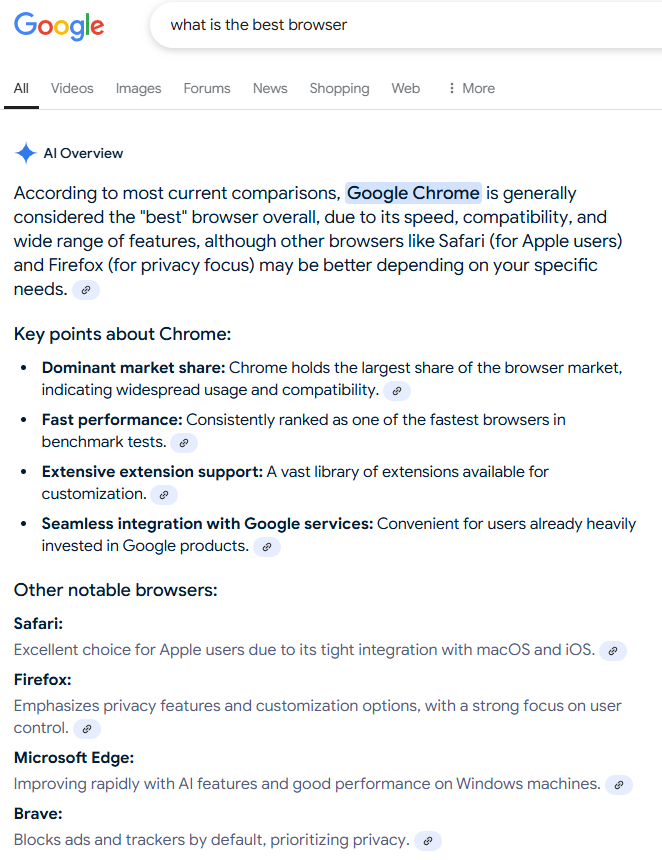 Google
what is the best browser
All Videos Images Forums News Shopping Web More
AI Overview
According to most current comparisons, Google Chrome is generally
considered the "best" browser overall, due to its speed, compatibility, and
wide range of features, although other browsers like Safari (for Apple users)
and Firefox (for privacy focus) may be better depending on your specific
needs.
Key points about Chrome:
• Dominant market share: Chrome holds the largest share of the browser market,
indicating widespread usage and compatibility.
• Fast performance: Consistently ranked as one of the fastest browsers in
benchmark tests.
• Extensive extension support: A vast library of extensions available for
customization.
• Seamless integration with Google services: Convenient for users already heavily
invested in Google products.
Other notable browsers:
Safari:
Excellent choice for Apple users due to its tight integration with macOS and iOS.
Firefox:
Emphasizes privacy features and customization options, with a strong focus on user
control.
Microsoft Edge:
Improving rapidly with AI features and good performance on Windows machines.
Brave:
Blocks ads and trackers by default, prioritizing privacy.